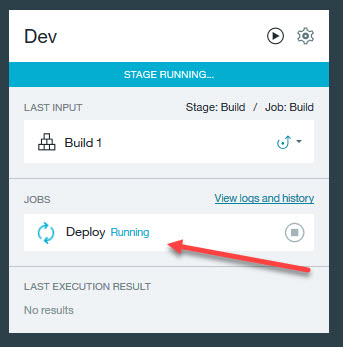 Dev
STAGE RUNNING...
LAST INPUT Stage: Build / Job: Build
Build 1
JOBS View logs and history
Deploy Running
LAST EXECUTION RESULT
No results